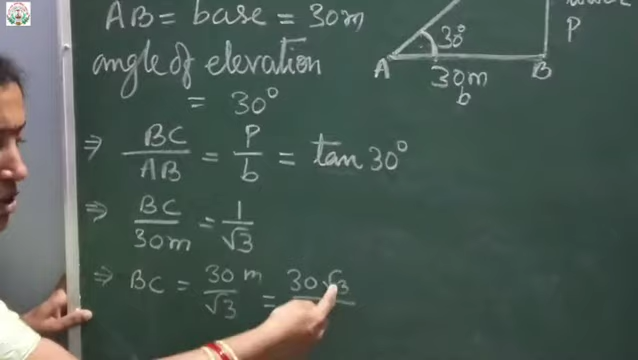 AB = base = 30m
angle of elevation
= 30°
⇒ BC/AB = P/b = tan 30°
⇒ BC/30m = 1/√3
⇒ BC = 30m/√3 = 30√3
30°
A
30m
B
b
P